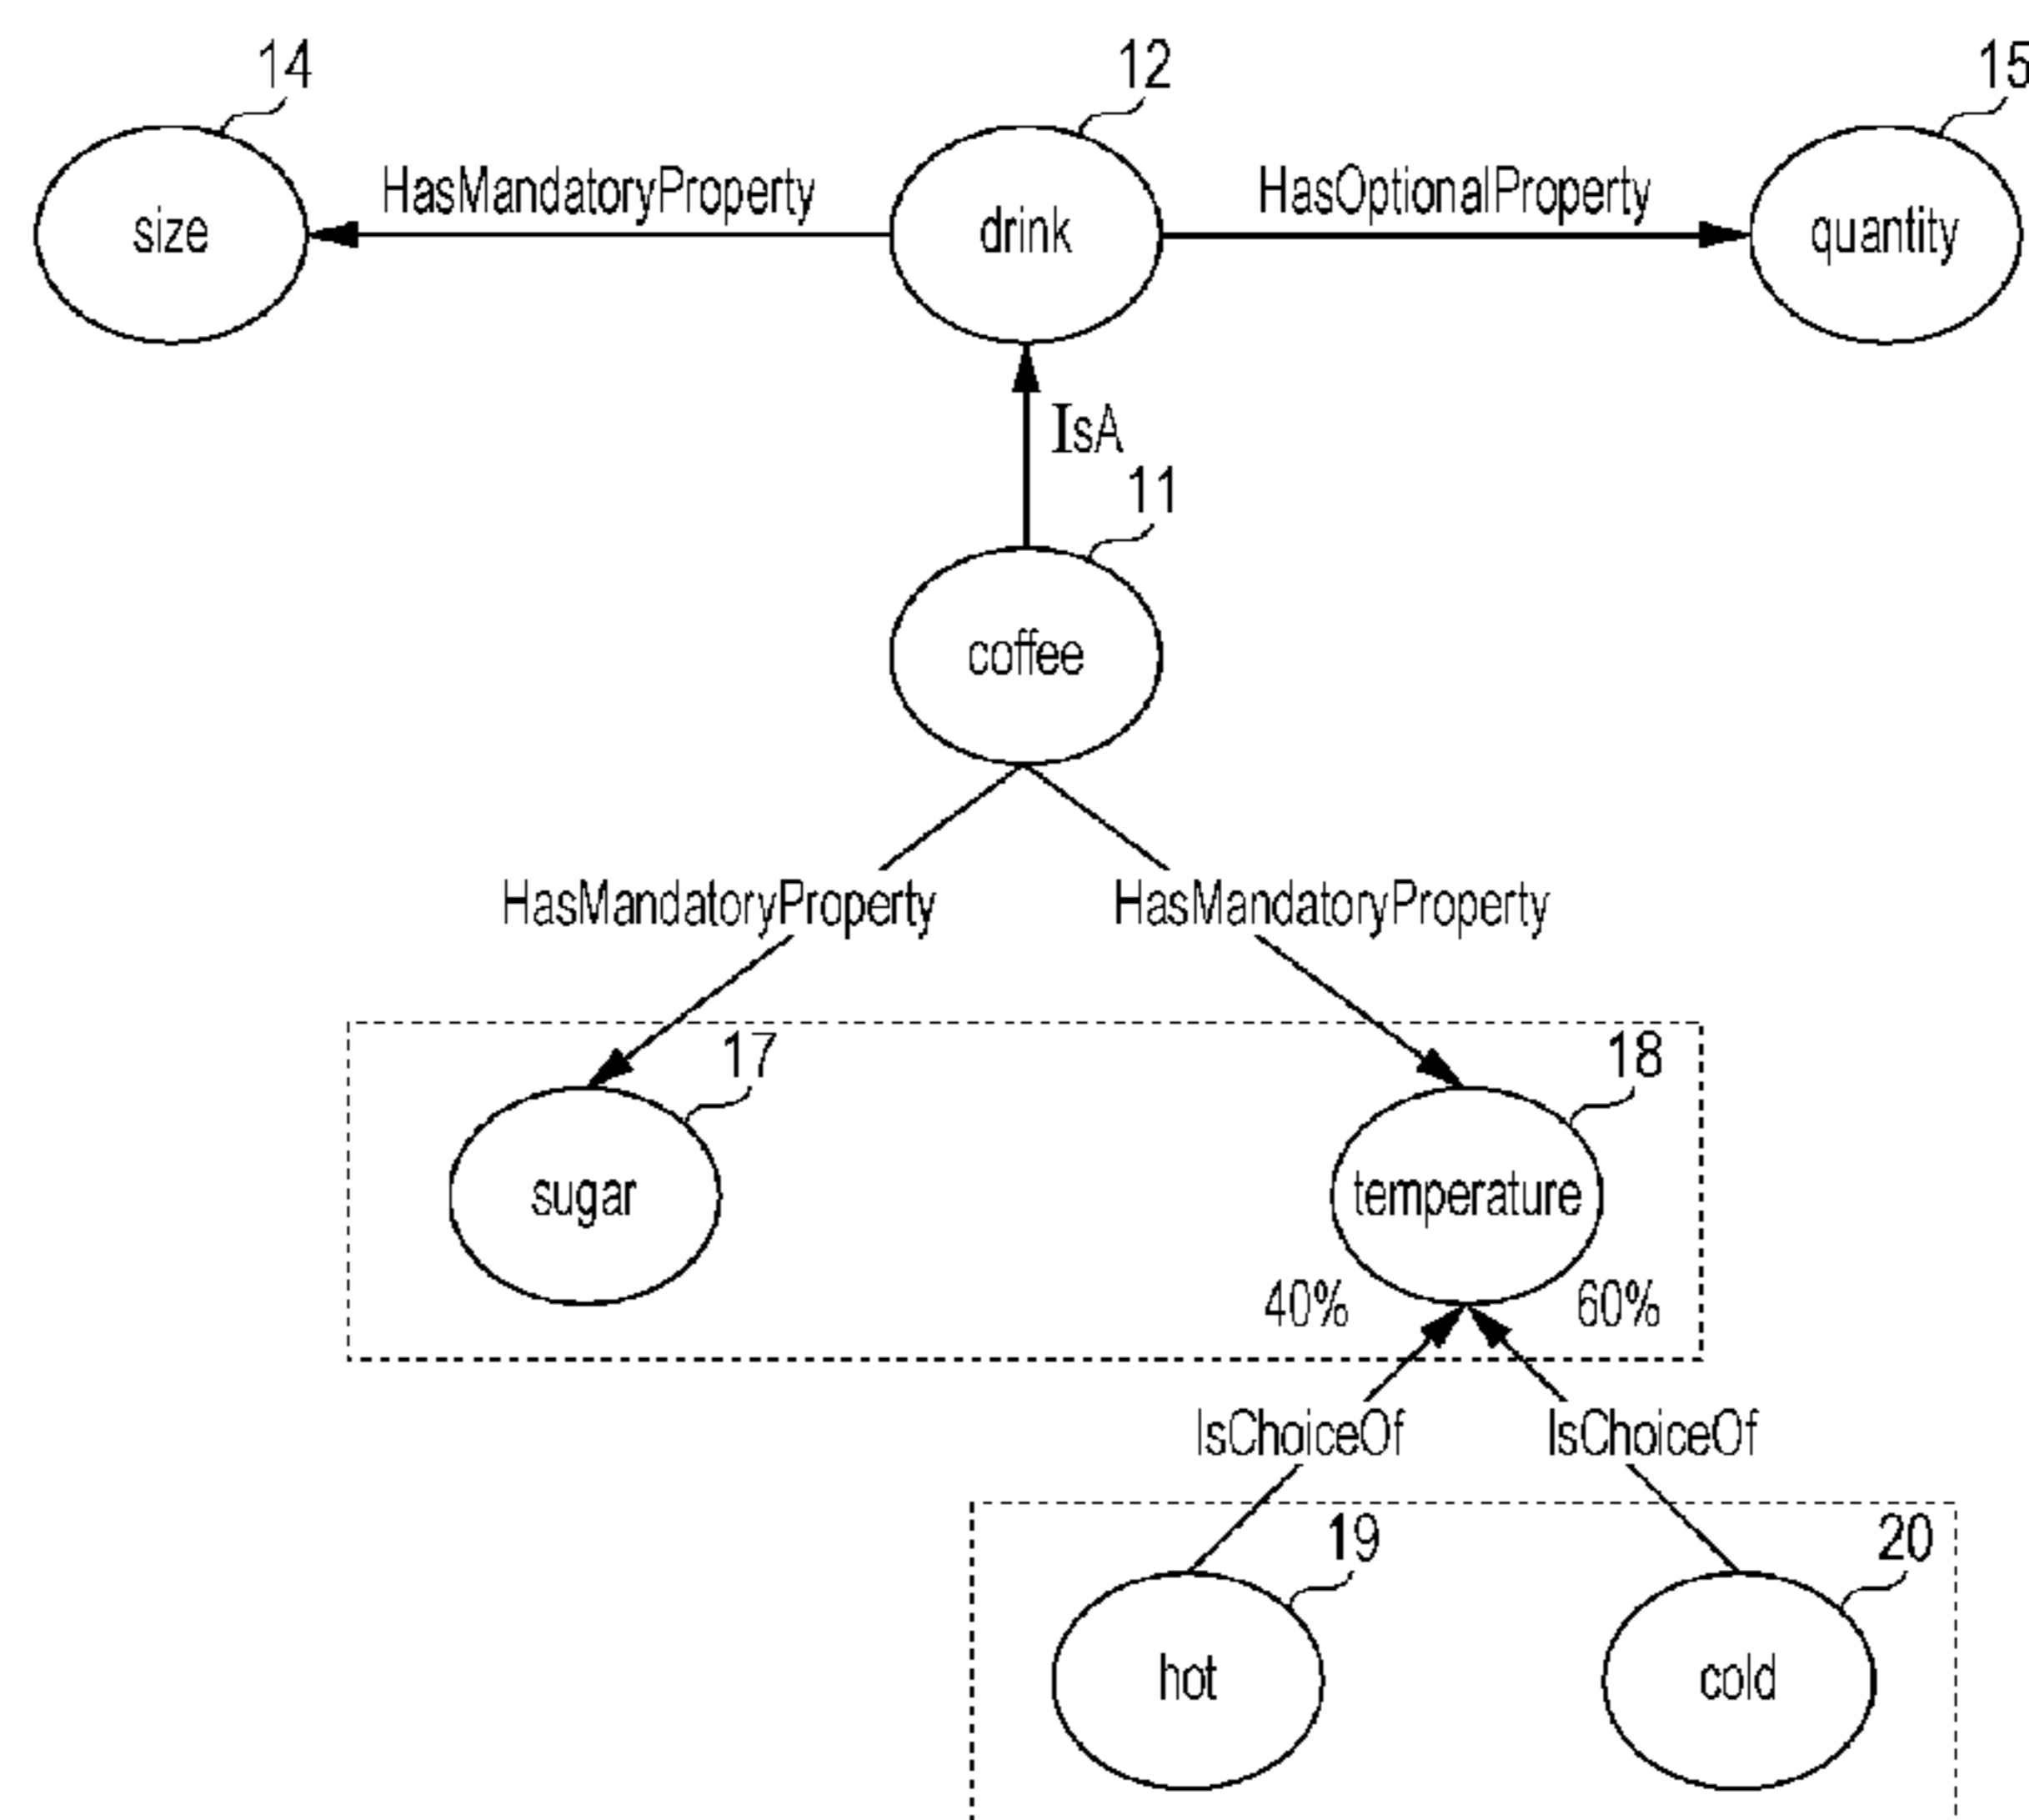 14
12
15
HasMandatoryProperty
HasOptionalProperty
size
drink
quantity
IsA
11
coffee
HasMandatoryProperty
HasMandatoryProperty
17
18
sugar
temperature
40%
60%
IsChoiceOf
IsChoiceOf
19
20
hot
cold